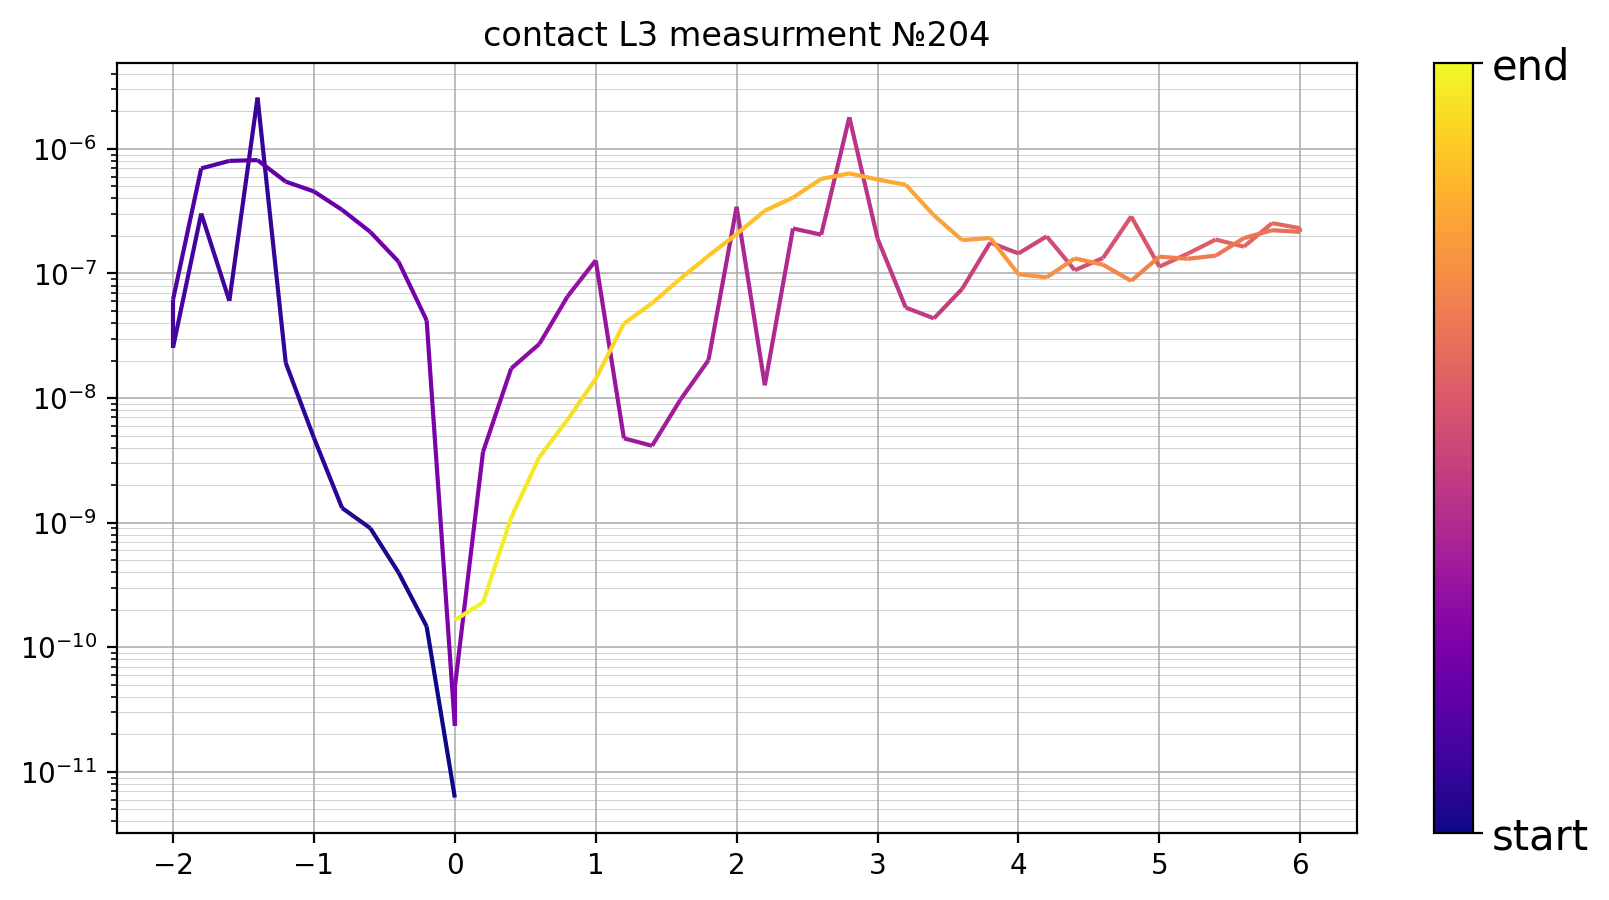 contact L3 measurment №204
10⁻⁶
10⁻⁷
10⁻⁸
10⁻⁹
10⁻¹⁰
10⁻¹¹
−2 −1 0 1 2 3 4 5 6
end
start